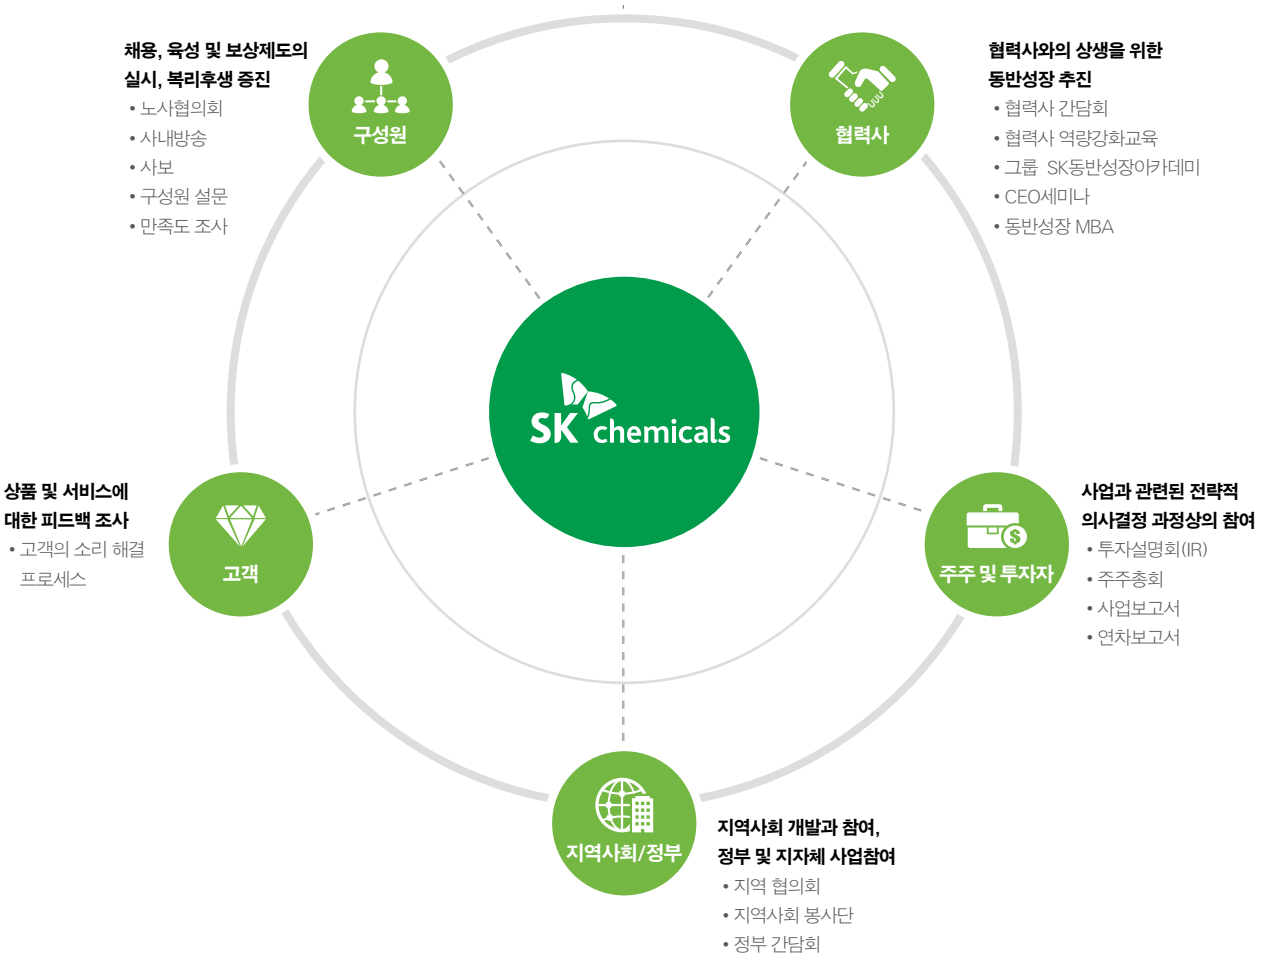 채용, 육성 및 보상제도의
실시, 복리후생 증진
• 노사협의회
• 사내방송
• 사보
• 구성원 설문
• 만족도 조사
구성원
협력사
협력사와의 상생을 위한
동반성장 추진
• 협력사 간담회
• 협력사 역량강화교육
• 그룹 SK동반성장아카데미
• CEO세미나
• 동반성장 MBA
SK chemicals
상품 및 서비스에
대한 피드백 조사
• 고객의 소리 해결
프로세스
고객
$
주주 및 투자자
사업과 관련된 전략적
의사결정 과정상의 참여
• 투자설명회(IR)
• 주주총회
• 사업보고서
• 연차보고서
지역사회/정부
지역사회 개발과 참여,
정부 및 지자체 사업참여
• 지역 협의회
• 지역사회 봉사단
• 정부 간담회